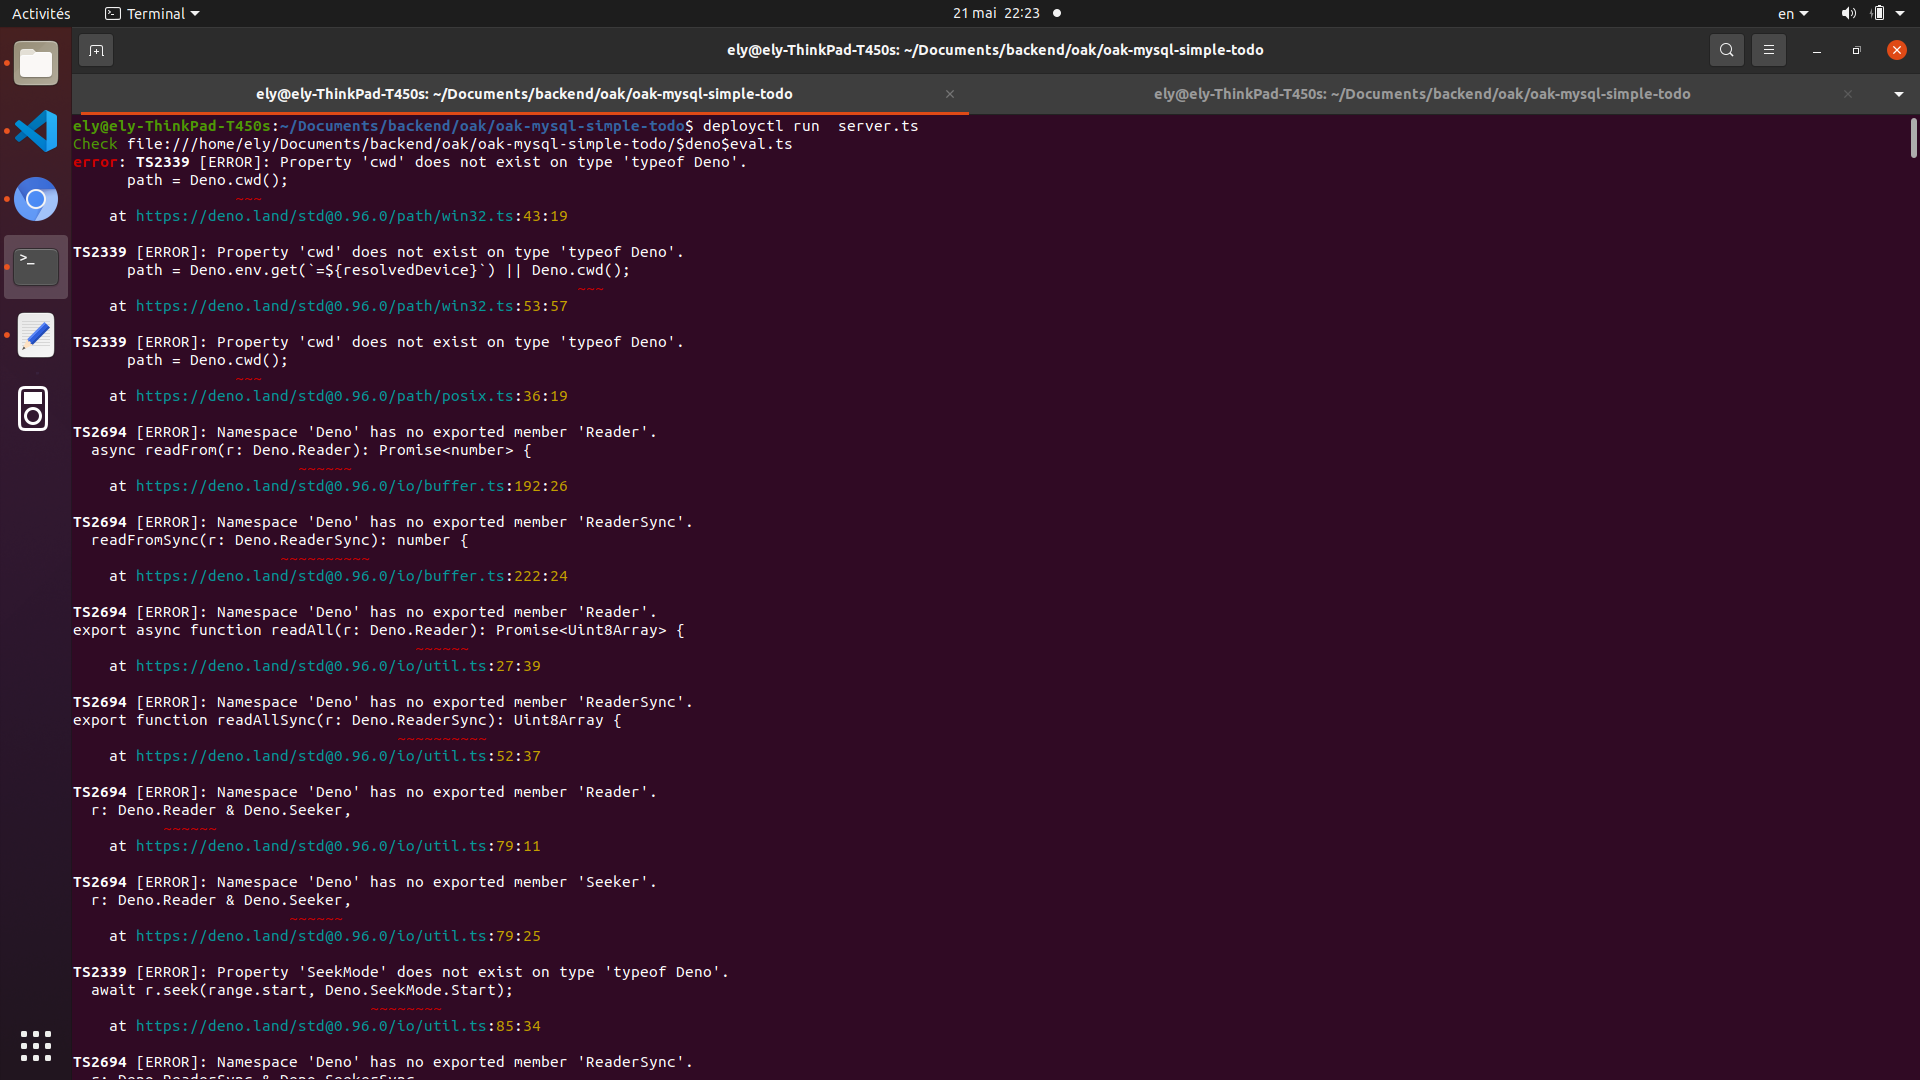 Activités
Terminal
21 mai 22:23
en
ely@ely-ThinkPad-T450s: ~/Documents/backend/oak/oak-mysql-simple-todo
ely@ely-ThinkPad-T450s: ~/Documents/backend/oak/oak-mysql-simple-todo
ely@ely-ThinkPad-T450s: ~/Documents/backend/oak/oak-mysql-simple-todo
ely@ely-ThinkPad-T450s:~/Documents/backend/oak/oak-mysql-simple-todo$ deployctl run  server.ts
Check file:///home/ely/Documents/backend/oak/oak-mysql-simple-todo/$deno$eval.ts
error: TS2339 [ERROR]: Property 'cwd' does not exist on type 'typeof Deno'.
      path = Deno.cwd();
                  ~~~
    at https://deno.land/std@0.96.0/path/win32.ts:43:19
TS2339 [ERROR]: Property 'cwd' does not exist on type 'typeof Deno'.
      path = Deno.env.get(`=${resolvedDevice}`) || Deno.cwd();
                                                        ~~~
    at https://deno.land/std@0.96.0/path/win32.ts:53:57
TS2339 [ERROR]: Property 'cwd' does not exist on type 'typeof Deno'.
      path = Deno.cwd();
                  ~~~
    at https://deno.land/std@0.96.0/path/posix.ts:36:19
TS2694 [ERROR]: Namespace 'Deno' has no exported member 'Reader'.
  async readFrom(r: Deno.Reader): Promise<number> {
                         ~~~~~~
    at https://deno.land/std@0.96.0/io/buffer.ts:192:26
TS2694 [ERROR]: Namespace 'Deno' has no exported member 'ReaderSync'.
  readFromSync(r: Deno.ReaderSync): number {
                       ~~~~~~~~~~
    at https://deno.land/std@0.96.0/io/buffer.ts:222:24
TS2694 [ERROR]: Namespace 'Deno' has no exported member 'Reader'.
export async function readAll(r: Deno.Reader): Promise<Uint8Array> {
                                      ~~~~~~
    at https://deno.land/std@0.96.0/io/util.ts:27:39
TS2694 [ERROR]: Namespace 'Deno' has no exported member 'ReaderSync'.
export function readAllSync(r: Deno.ReaderSync): Uint8Array {
                                    ~~~~~~~~~~
    at https://deno.land/std@0.96.0/io/util.ts:52:37
TS2694 [ERROR]: Namespace 'Deno' has no exported member 'Reader'.
  r: Deno.Reader & Deno.Seeker,
          ~~~~~~
    at https://deno.land/std@0.96.0/io/util.ts:79:11
TS2694 [ERROR]: Namespace 'Deno' has no exported member 'Seeker'.
  r: Deno.Reader & Deno.Seeker,
                        ~~~~~~
    at https://deno.land/std@0.96.0/io/util.ts:79:25
TS2339 [ERROR]: Property 'SeekMode' does not exist on type 'typeof Deno'.
  await r.seek(range.start, Deno.SeekMode.Start);
                                 ~~~~~~~~
    at https://deno.land/std@0.96.0/io/util.ts:85:34
TS2694 [ERROR]: Namespace 'Deno' has no exported member 'ReaderSync'.
  r: Deno.ReaderSync & Deno.SeekerSync,